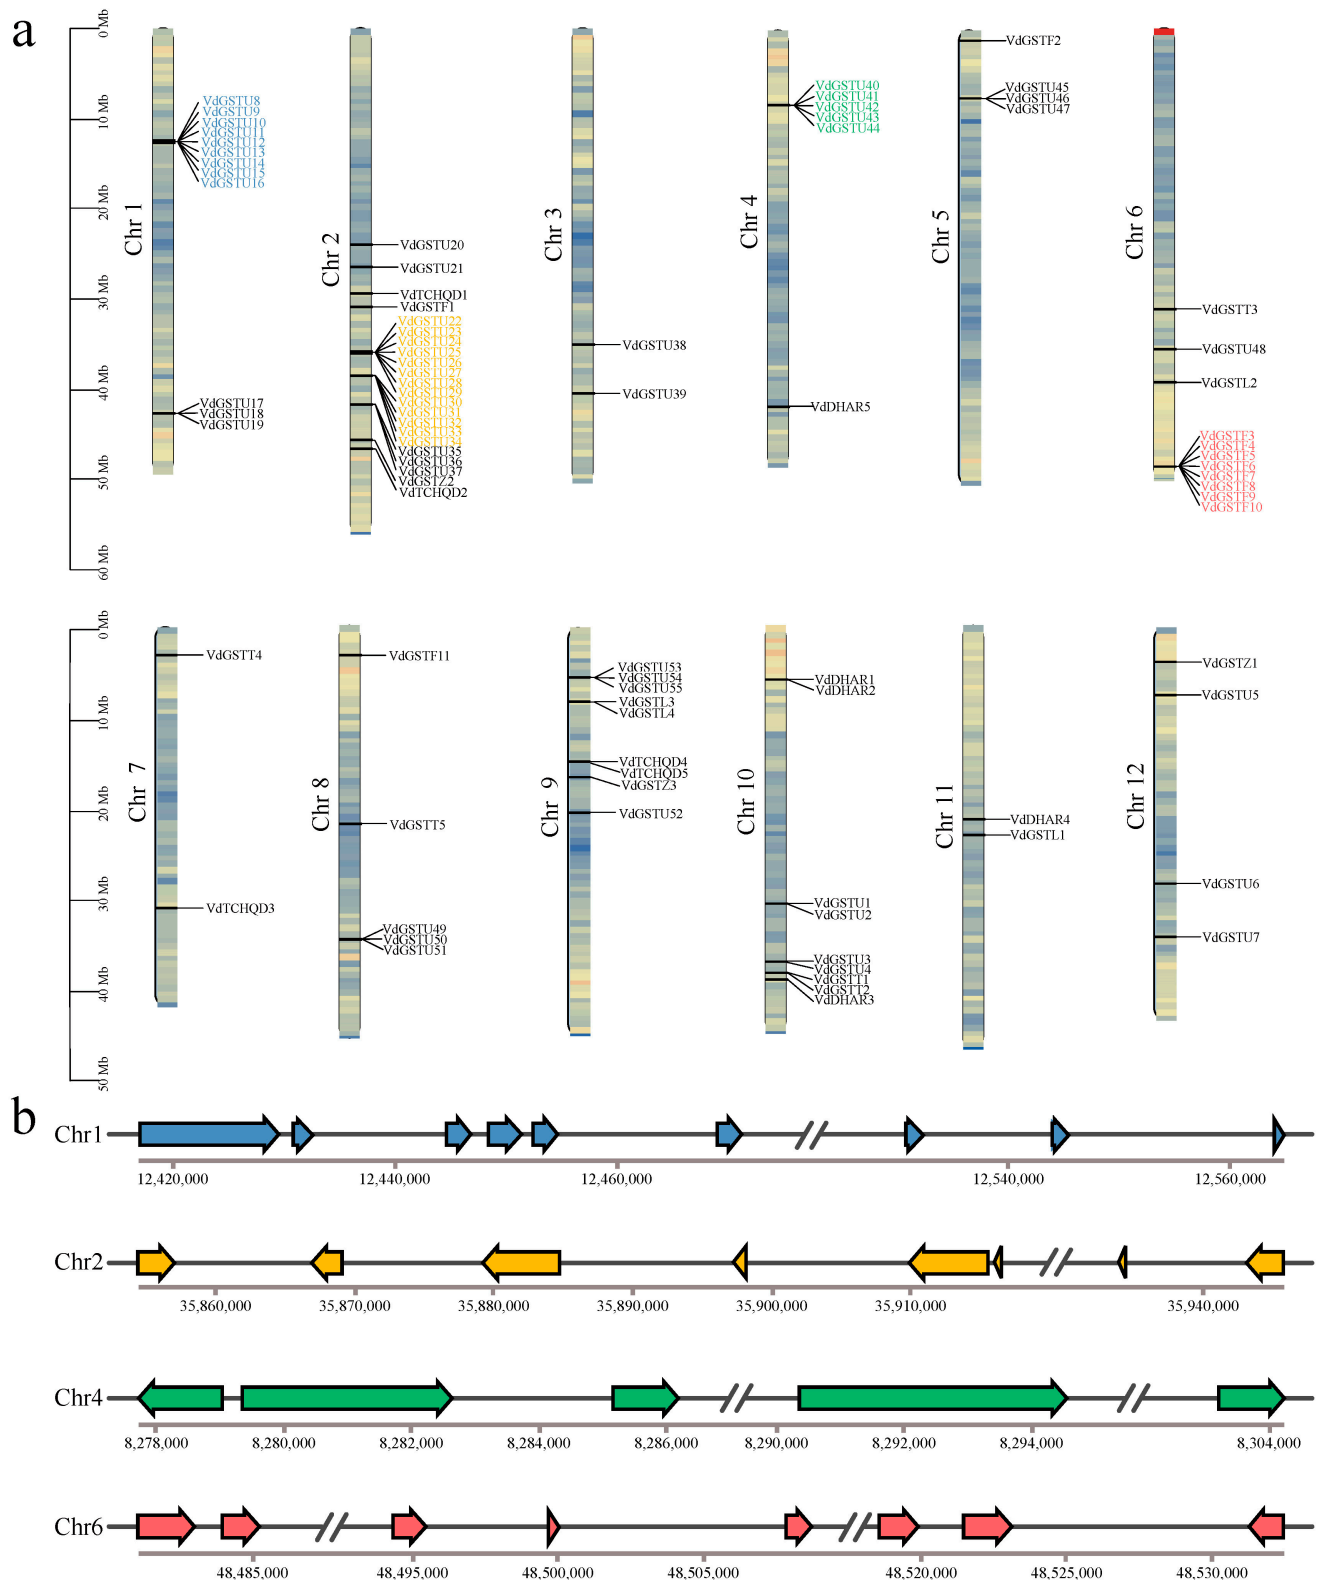 a
0 Mb
10 Mb
20 Mb
30 Mb
40 Mb
50 Mb
60 Mb
Chr 1
VdGSTU8
VdGSTU9
VdGSTU10
VdGSTU11
VdGSTU12
VdGSTU13
VdGSTU14
VdGSTU15
VdGSTU16
VdGSTU17
VdGSTU18
VdGSTU19
Chr 2
VdGSTU20
VdGSTU21
VdTCHQD1
VdGSTF1
VdGSTU22
VdGSTU23
VdGSTU24
VdGSTU25
VdGSTU26
VdGSTU27
VdGSTU28
VdGSTU29
VdGSTU30
VdGSTU31
VdGSTU32
VdGSTU33
VdGSTU34
VdGSTU35
VdGSTU36
VdGSTU37
VdGSTZ2
VdTCHQD2
Chr 3
VdGSTU38
VdGSTU39
Chr 4
VdGSTU40
VdGSTU41
VdGSTU42
VdGSTU43
VdGSTU44
VdDHAR5
Chr 5
VdGSTF2
VdGSTU45
VdGSTU46
VdGSTU47
Chr 6
VdGSTT3
VdGSTU48
VdGSTL2
VdGSTF3
VdGSTF4
VdGSTF5
VdGSTF6
VdGSTF7
VdGSTF8
VdGSTF9
VdGSTF10
0 Mb
10 Mb
20 Mb
30 Mb
40 Mb
50 Mb
Chr 7
VdGSTT4
VdTCHQD3
Chr 8
VdGSTF11
VdGSTT5
VdGSTU49
VdGSTU50
VdGSTU51
Chr 9
VdGSTU53
VdGSTU54
VdGSTU55
VdGSTL3
VdGSTL4
VdTCHQD4
VdTCHQD5
VdGSTZ3
VdGSTU52
Chr 10
VdDHAR1
VdDHAR2
VdGSTU1
VdGSTU2
VdGSTU3
VdGSTU4
VdGSTT1
VdGSTT2
VdDHAR3
Chr 11
VdDHAR4
VdGSTL1
Chr 12
VdGSTZ1
VdGSTU5
VdGSTU6
VdGSTU7
b
Chr1
12,420,000 12,440,000 12,460,000 12,540,000 12,560,000
Chr2
35,860,000 35,870,000 35,880,000 35,890,000 35,900,000 35,910,000 35,940,000
Chr4
8,278,000 8,280,000 8,282,000 8,284,000 8,286,000 8,290,000 8,292,000 8,294,000 8,304,000
Chr6
48,485,000 48,495,000 48,500,000 48,505,000 48,520,000 48,525,000 48,530,000